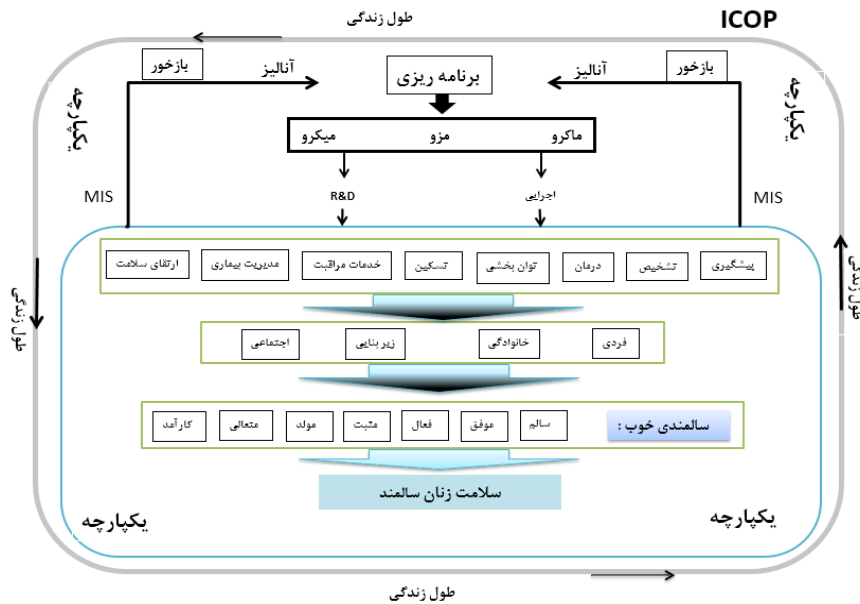 ICOP
طول زندگی
بازخور
آنالیز
برنامه ریزی
آنالیز
بازخور
یکپارچه
یکپارچه
ماکرو
مزو
میکرو
MIS
اجرایی
R&D
MIS
پیشگیری
تشخیص
درمان
توان بخشی
تسکین
خدمات مراقبت
مدیریت بیماری
ارتقای سلامت
طول زندگی
طول زندگی
فردی
خانوادگی
زیر بنایی
اجتماعی
سالمندی خوب :
سالم
موفق
فعال
مثبت
مولد
متعالی
کارآمد
سلامت زنان سالمند
یکپارچه
یکپارچه
طول زندگی